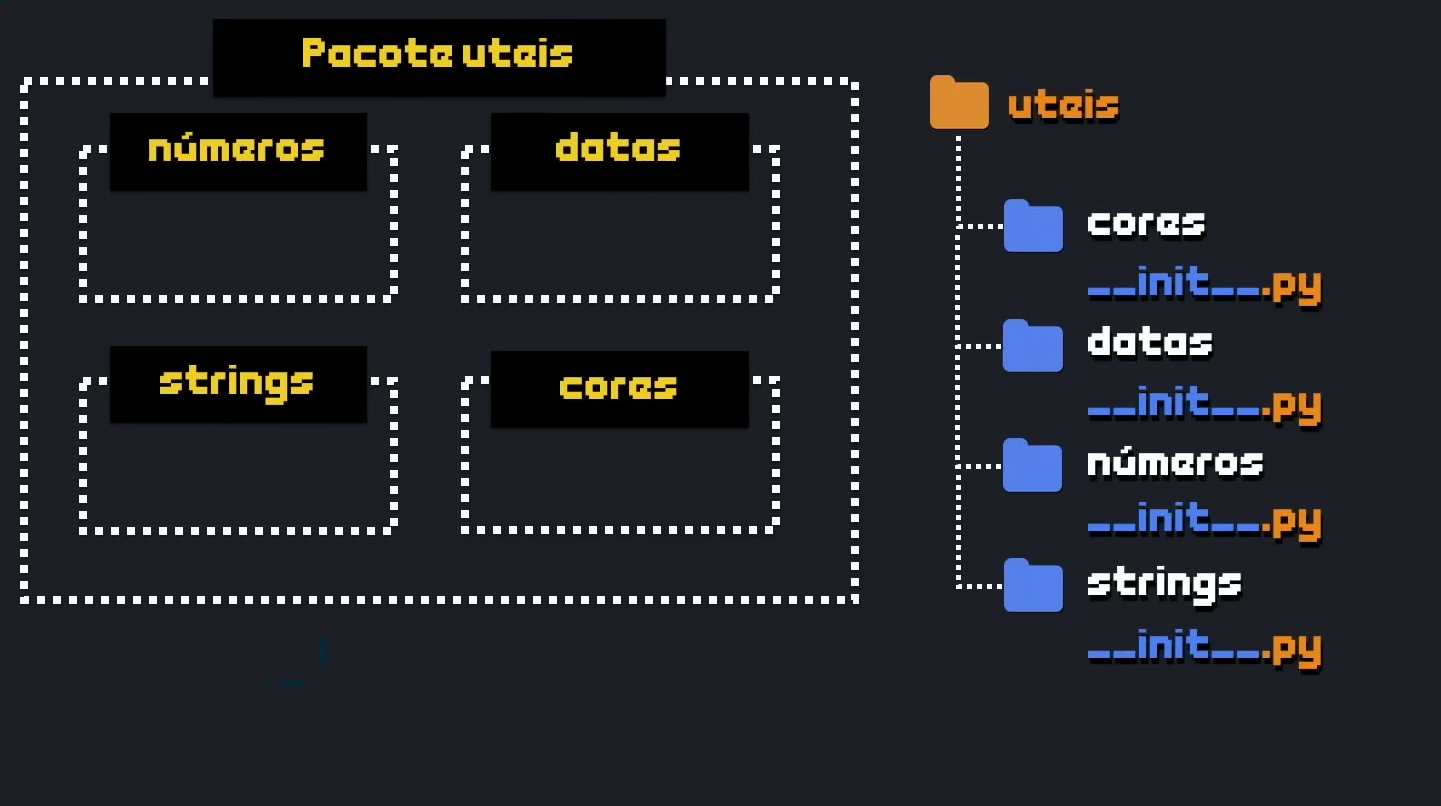 Pacote uteis
números
datas
strings
cores
uteis
cores
__init__.py
datas
__init__.py
números
__init__.py
strings
__init__.py